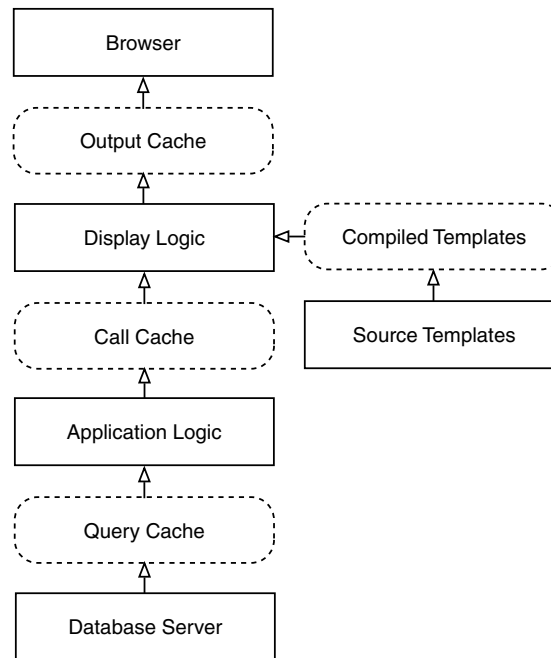 Browser
Output Cache
Display Logic
Compiled Templates
Call Cache
Source Templates
Application Logic
Query Cache
Database Server